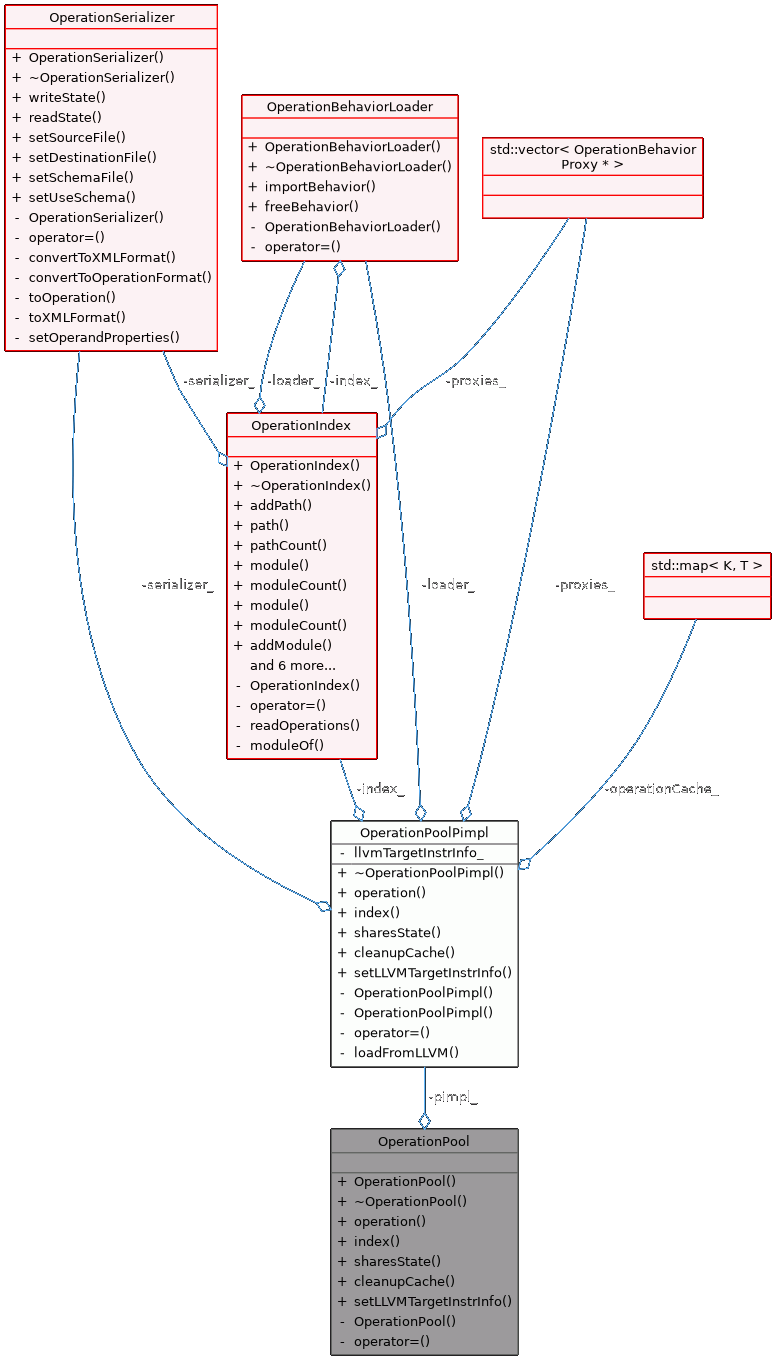 OperationSerializer
+ OperationSerializer()
+ ~OperationSerializer()
+ writeState()
+ readState()
+ setSourceFile()
+ setDestinationFile()
+ setSchemaFile()
+ setUseSchema()
- OperationSerializer()
- operator=()
- convertToXMLFormat()
- convertToOperationFormat()
- toOperation()
- toXMLFormat()
- setOperandProperties()
OperationBehaviorLoader
+ OperationBehaviorLoader()
+ ~OperationBehaviorLoader()
+ importBehavior()
+ freeBehavior()
- OperationBehaviorLoader()
- operator=()
std::vector< OperationBehavior
Proxy * >
-serializer_
-loader_
-index_
-proxies_
OperationIndex
+ OperationIndex()
+ ~OperationIndex()
+ addPath()
+ path()
+ pathCount()
+ module()
+ moduleCount()
+ module()
+ moduleCount()
+ addModule()
and 6 more...
- OperationIndex()
- operator=()
- readOperations()
- moduleOf()
std::map< K, T >
-serializer_
-loader_
-proxies_
-index_
-operationCache_
OperationPoolPimpl
- llvmTargetInstrInfo_
+ ~OperationPoolPimpl()
+ operation()
+ index()
+ sharesState()
+ cleanupCache()
+ setLLVMTargetInstrInfo()
- OperationPoolPimpl()
- OperationPoolPimpl()
- operator=()
- loadFromLLVM()
-pimpl_
OperationPool
+ OperationPool()
+ ~OperationPool()
+ operation()
+ index()
+ sharesState()
+ cleanupCache()
+ setLLVMTargetInstrInfo()
- OperationPool()
- operator=()